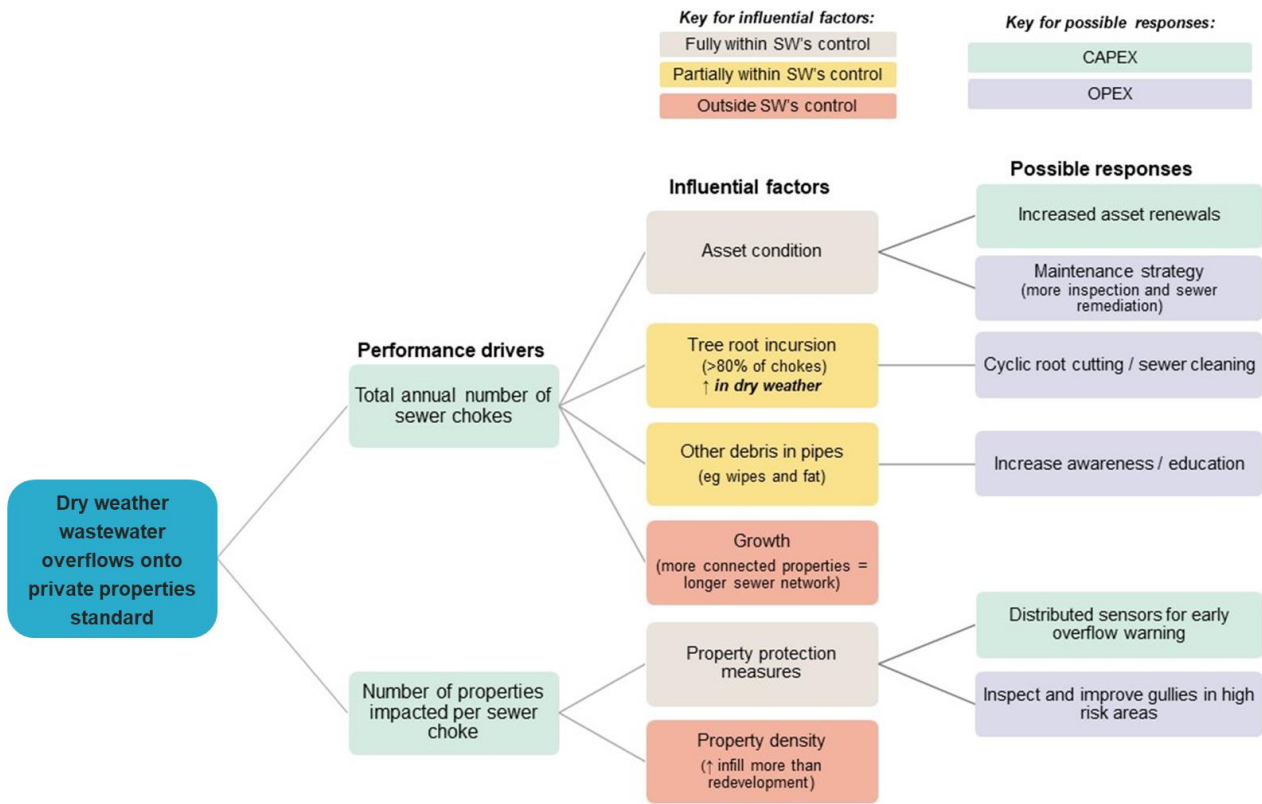 Key for influential factors:
Fully within SW's control
Partially within SW's control
Outside SW's control
Key for possible responses:
CAPEX
OPEX
Performance drivers
Influential factors
Possible responses
Dry weather
wastewater
overflows onto
private properties
standard
Total annual number of
sewer chokes
Number of properties
impacted per sewer
choke
Asset condition
Tree root incursion
(>80% of chokes)
↑ in dry weather
Other debris in pipes
(eg wipes and fat)
Growth
(more connected properties =
longer sewer network)
Property protection
measures
Property density
(↑ infill more than
redevelopment)
Increased asset renewals
Maintenance strategy
(more inspection and sewer
remediation)
Cyclic root cutting / sewer cleaning
Increase awareness / education
Distributed sensors for early
overflow warning
Inspect and improve gullies in high
risk areas